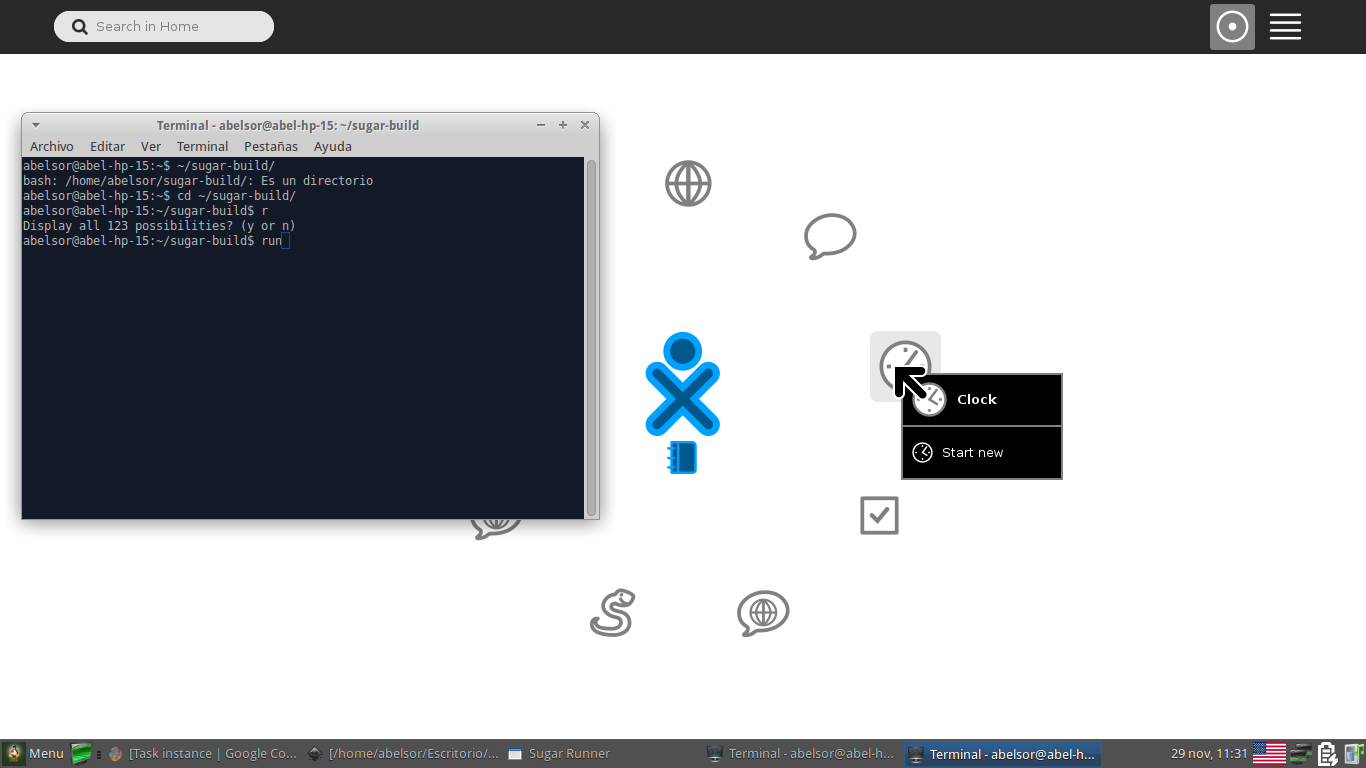 Search in Home
Terminal - abelsor@abel-hp-15: ~/sugar-build
Archivo Editar Ver Terminal Pestañas Ayuda
abelsor@abel-hp-15:~$ ~/sugar-build/
bash: /home/abelsor/sugar-build/: Es un directorio
abelsor@abel-hp-15:~$ cd ~/sugar-build/
abelsor@abel-hp-15:~/sugar-build$ r
Display all 123 possibilities? (y or n)
abelsor@abel-hp-15:~/sugar-build$ run
Clock
Start new
Menu [Task instance | Google Co... [/home/abelsor/Escritorio/... Sugar Runner Terminal - abelsor@abel-h... Terminal - abelsor@abel-h... 29 nov, 11:31